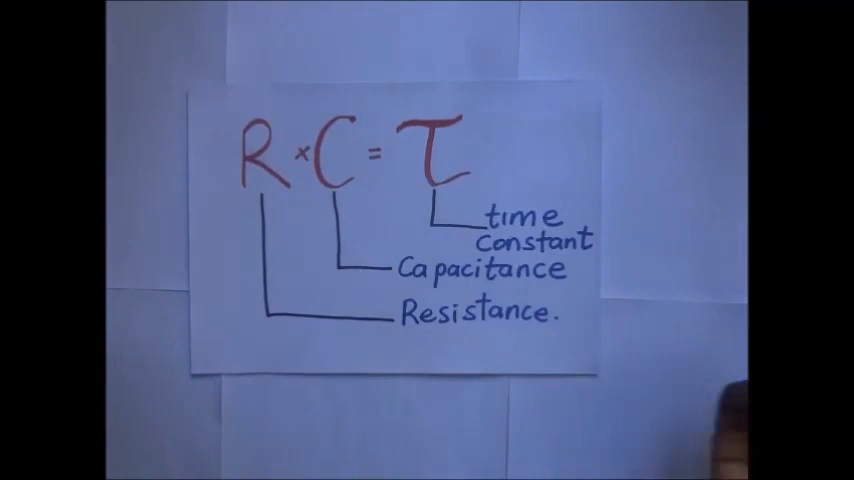 R × C = τ
time
constant
Capacitance
Resistance.